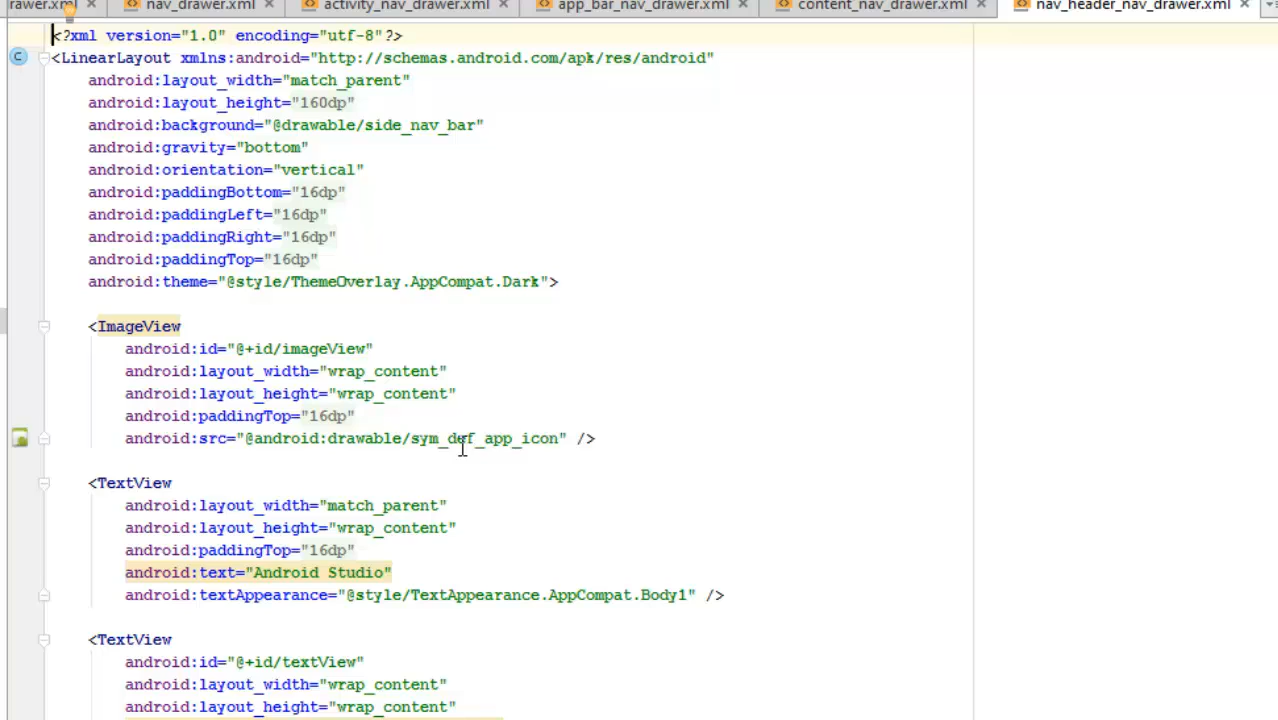 rawer.xml nav_drawer.xml activity_nav_drawer.xml app_bar_nav_drawer.xml content_nav_drawer.xml nav_header_nav_drawer.xml
<?xml version="1.0" encoding="utf-8"?>
C <LinearLayout xmlns:android="http://schemas.android.com/apk/res/android"
android:layout_width="match_parent"
android:layout_height="160dp"
android:background="@drawable/side_nav_bar"
android:gravity="bottom"
android:orientation="vertical"
android:paddingBottom="16dp"
android:paddingLeft="16dp"
android:paddingRight="16dp"
android:paddingTop="16dp"
android:theme="@style/ThemeOverlay.AppCompat.Dark">
<ImageView
android:id="@+id/imageView"
android:layout_width="wrap_content"
android:layout_height="wrap_content"
android:paddingTop="16dp"
android:src="@android:drawable/sym_def_app_icon" />
<TextView
android:layout_width="match_parent"
android:layout_height="wrap_content"
android:paddingTop="16dp"
android:text="Android Studio"
android:textAppearance="@style/TextAppearance.AppCompat.Body1" />
<TextView
android:id="@+id/textView"
android:layout_width="wrap_content"
android:layout_height="wrap_content"